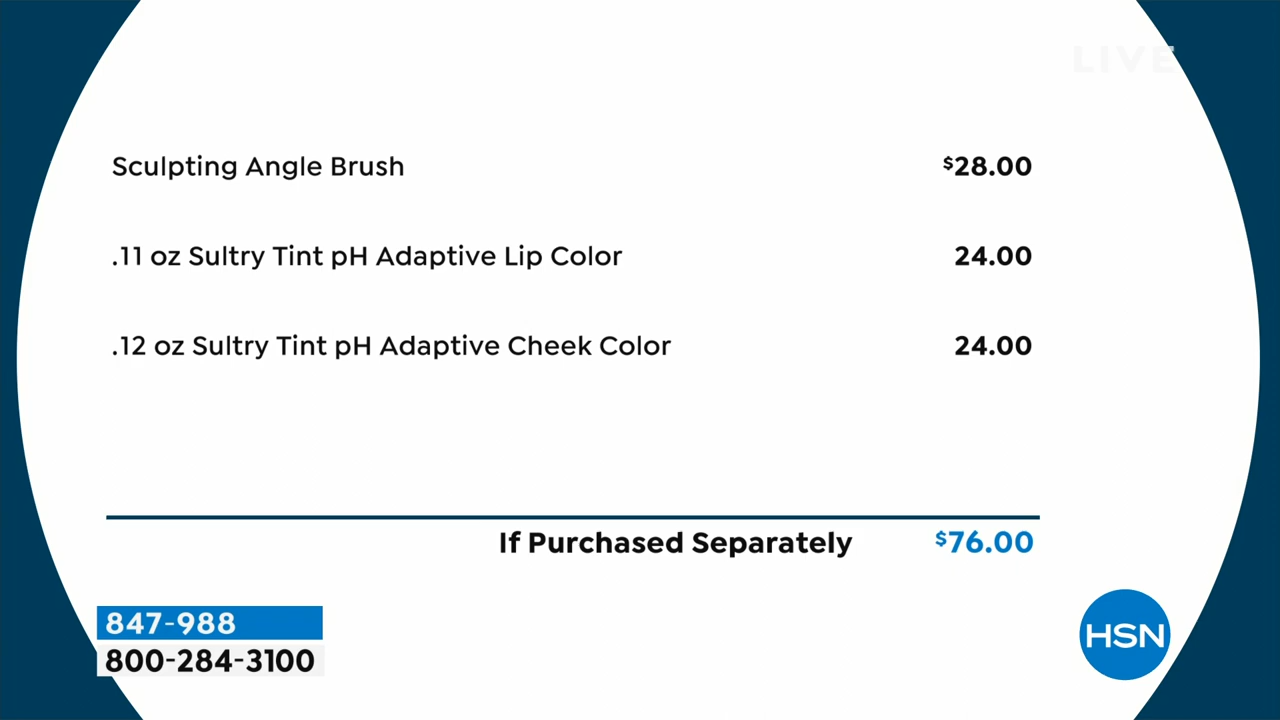 LIVE
Sculpting Angle Brush $28.00
.11 oz Sultry Tint pH Adaptive Lip Color 24.00
.12 oz Sultry Tint pH Adaptive Cheek Color 24.00
If Purchased Separately $76.00
847-988
800-284-3100
HSN